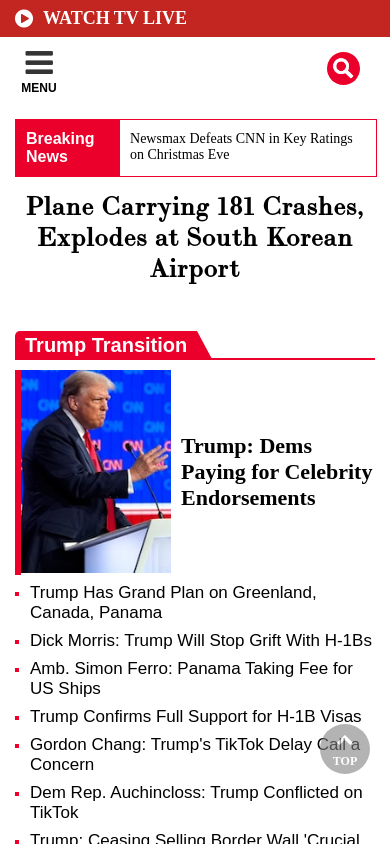 WATCH TV LIVE
MENU
Breaking
News
Newsmax Defeats CNN in Key Ratings
on Christmas Eve
Plane Carrying 181 Crashes,
Explodes at South Korean
Airport
Trump Transition
CNN
CNN
CNN
CNN
Trump: Dems
Paying for Celebrity
Endorsements
Trump Has Grand Plan on Greenland,
Canada, Panama
Dick Morris: Trump Will Stop Grift With H-1Bs
Amb. Simon Ferro: Panama Taking Fee for
US Ships
Trump Confirms Full Support for H-1B Visas
Gordon Chang: Trump's TikTok Delay Call a
Concern
TOP
Dem Rep. Auchincloss: Trump Conflicted on
TikTok
Trump: Ceasing Selling Border Wall 'Crucial